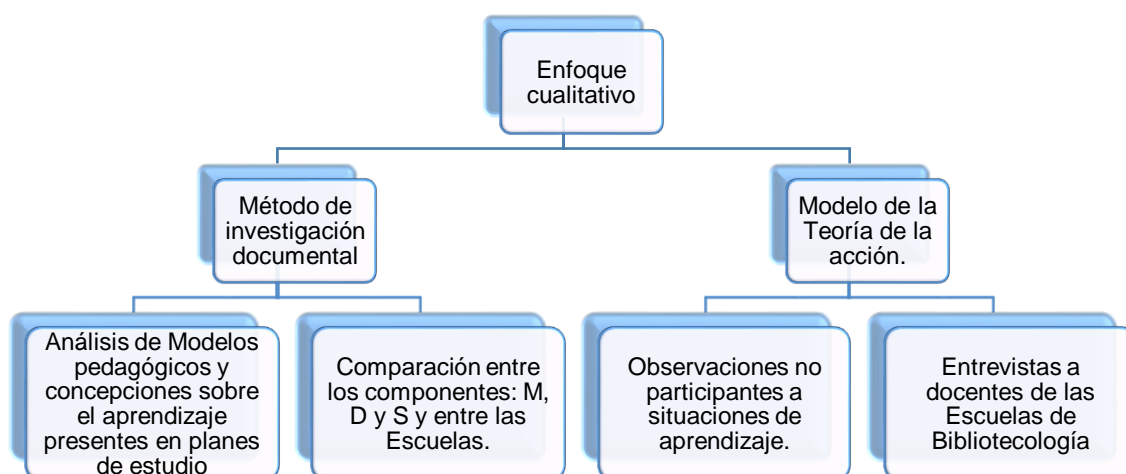 Enfoque
cualitativo
Método de
investigación
documental
Modelo de la
Teoría de la
acción.
Análisis de Modelos
pedagógicos y
concepciones sobre
el aprendizaje
presentes en planes
de estudio
Comparación entre
los componentes: M,
D y S y entre las
Escuelas.
Observaciones no
participantes a
situaciones de
aprendizaje.
Entrevistas a
docentes de las
Escuelas de
Bibliotecología